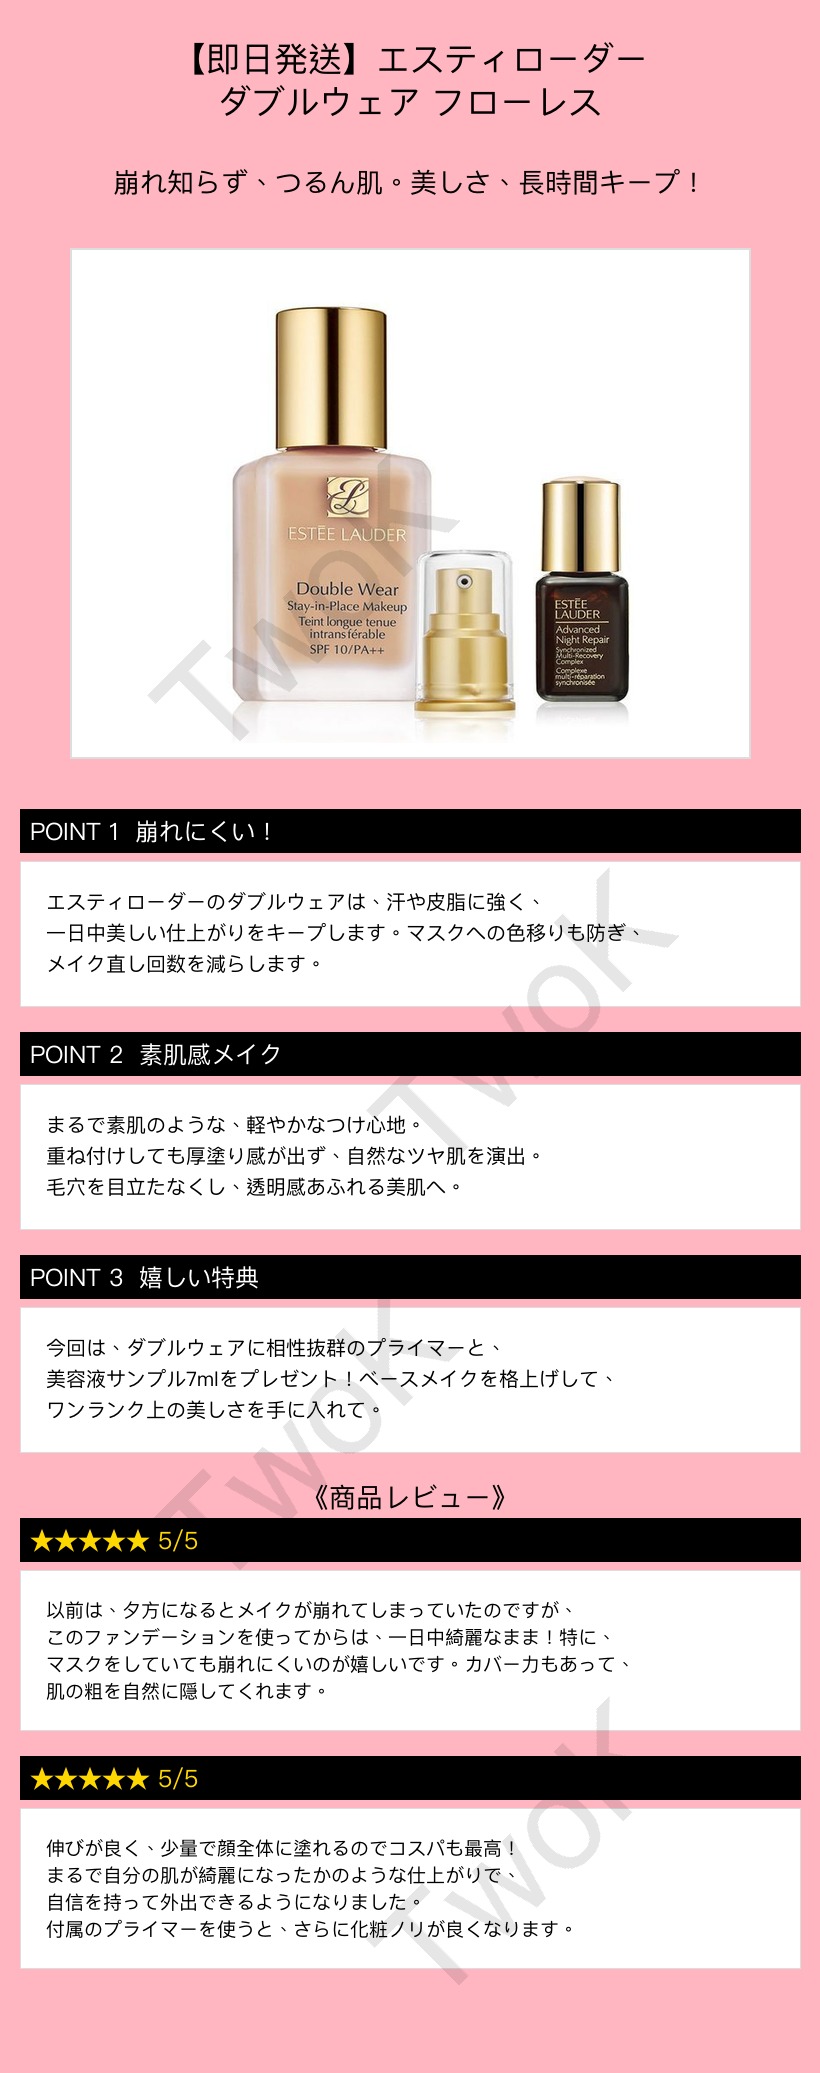 【即日発送】エスティローダー
ダブルウェア フローレス
崩れ知らず、つるん肌。美しさ、長時間キープ！
ESTĒE LAUDER
Double Wear
Stay-in-Place Makeup
Teint longue tenue
intransférable
SPF 10/PA++
ESTĒE
LAUDER
Advanced
Night Repair
Synchronized
Multi-Recovery
Complex
Complexe
multi-réparation
synchronisée
TwoK
POINT 1 崩れにくい！
エスティローダーのダブルウェアは、汗や皮脂に強く、
一日中美しい仕上がりをキープします。マスクへの色移りも防ぎ、
メイク直し回数を減らします。
TwoK
POINT 2 素肌感メイク
まるで素肌のような、軽やかなつけ心地。
重ね付けしても厚塗り感が出ず、自然なツヤ肌を演出。
毛穴を目立たなくし、透明感あふれる美肌へ。
POINT 3 嬉しい特典
今回は、ダブルウェアに相性抜群のプライマーと、
美容液サンプル7mlをプレゼント！ベースメイクを格上げして、
ワンランク上の美しさを手に入れて。
TwoK
《商品レビュー》
★★★★★ 5/5
以前は、夕方になるとメイクが崩れてしまっていたのですが、
このファンデーションを使ってからは、一日中綺麗なまま！特に、
マスクをしていても崩れにくいのが嬉しいです。カバー力もあって、
肌の粗を自然に隠してくれます。
★★★★★ 5/5
伸びが良く、少量で顔全体に塗れるのでコスパも最高！
まるで自分の肌が綺麗になったかのような仕上がりで、
自信を持って外出できるようになりました。
付属のプライマーを使うと、さらに化粧ノリが良くなります。
TwoK